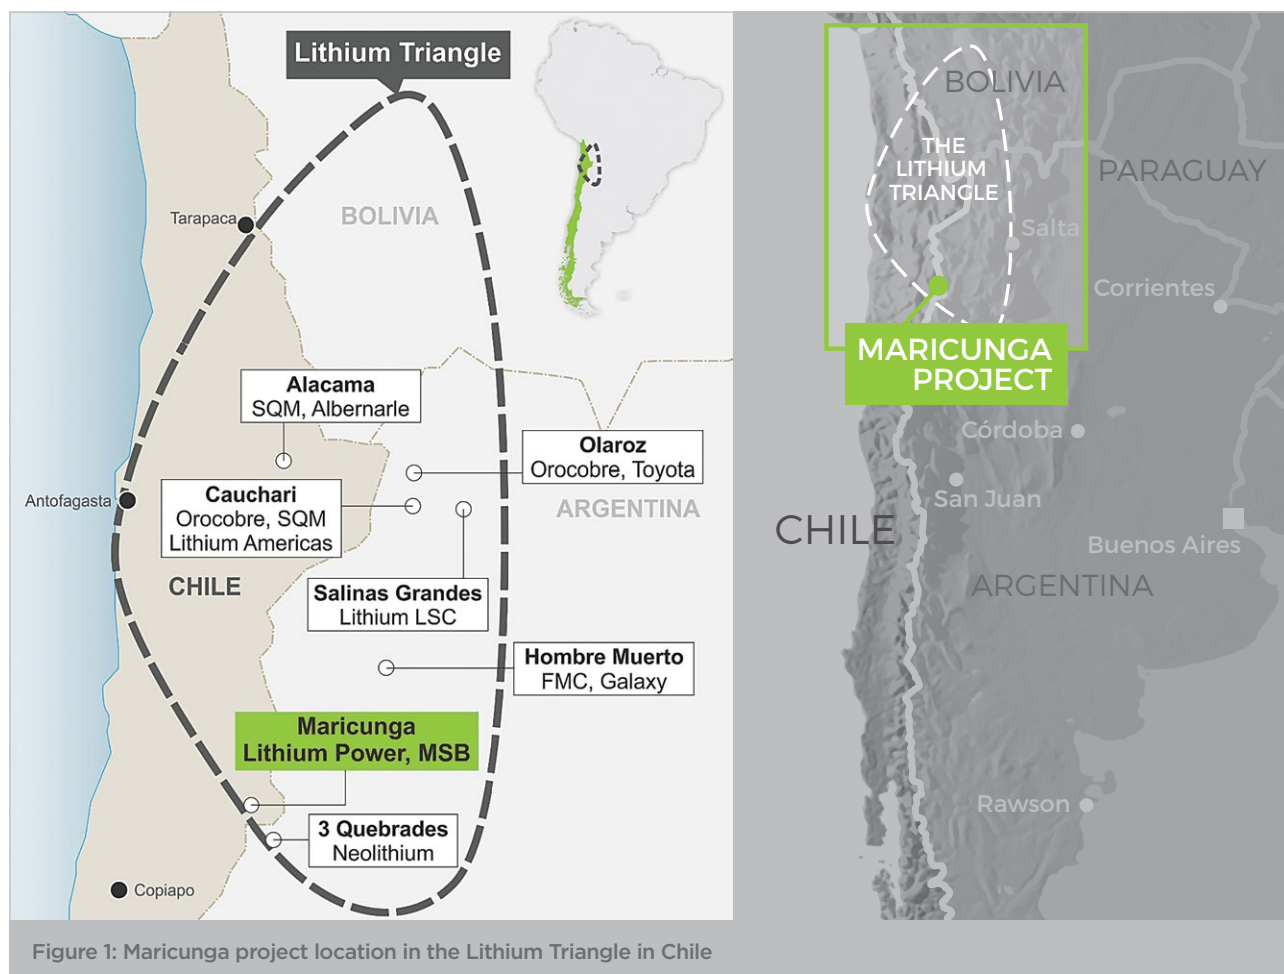 Lithium Triangle
BOLIVIA
Tarapaca
Alacama
SQM, Albernarle
Olaroz
Orocobre, Toyota
Antofagasta
Cauchari
Orocobre, SQM
Lithium Americas
ARGENTINA
CHILE
Salinas Grandes
Lithium LSC
Hombre Muerto
FMC, Galaxy
Maricunga
Lithium Power, MSB
3 Quebrades
Neolithium
Copiapo
BOLIVIA
THE
LITHIUM
TRIANGLE
PARAGUAY
Salta
Corrientes
MARICUNGA
PROJECT
Córdoba
San Juan
CHILE
Buenos Aires
ARGENTINA
Rawson
Figure 1: Maricunga project location in the Lithium Triangle in Chile